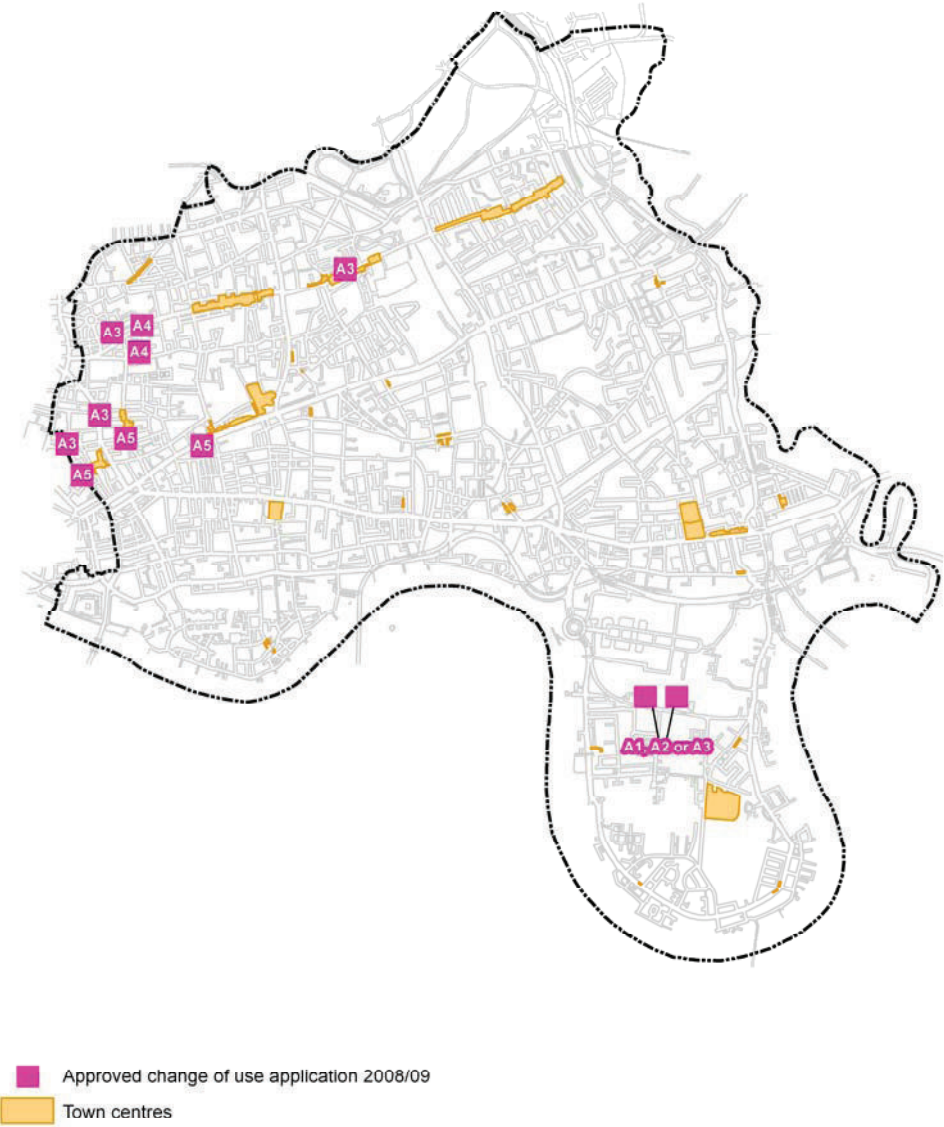 A3
A4
A3
A4
A3
A5
A3
A5
A5
A1, A2 or A3
Approved change of use application 2008/09
Town centres